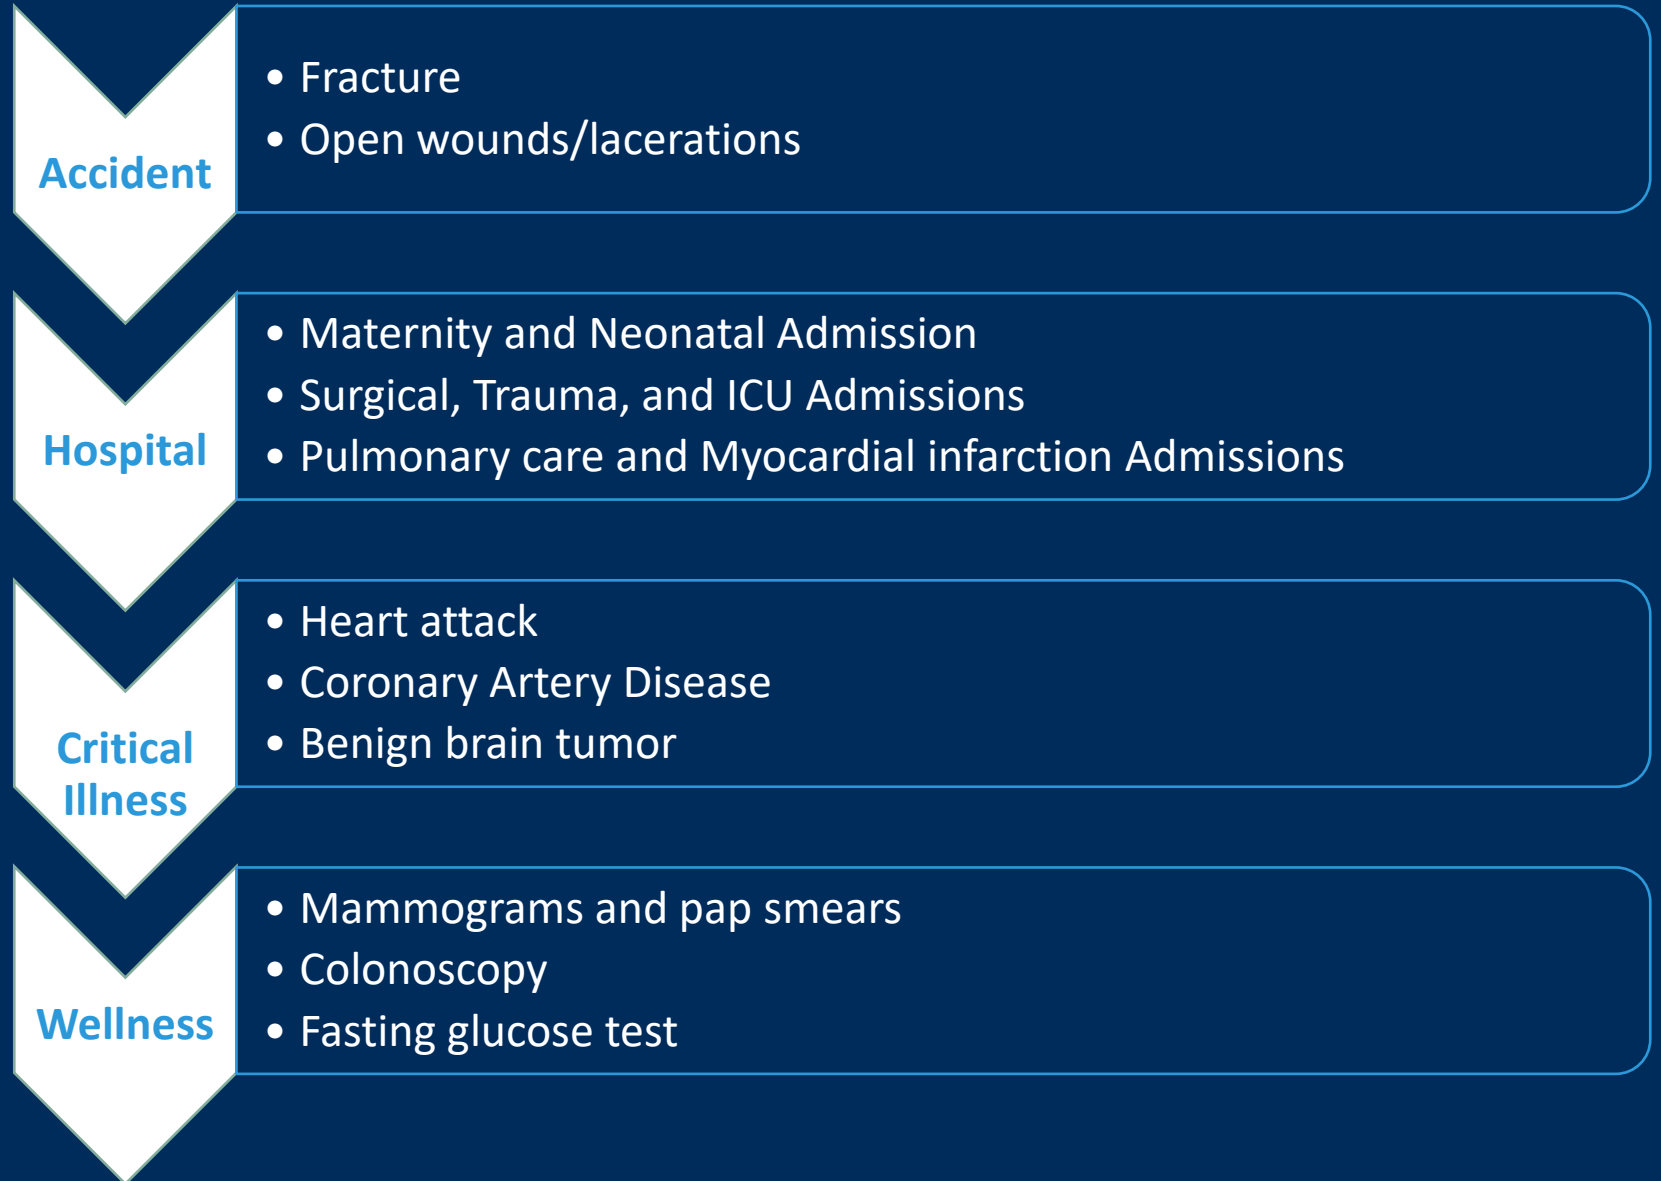 Accident
• Fracture
• Open wounds/lacerations
Hospital
• Maternity and Neonatal Admission
• Surgical, Trauma, and ICU Admissions
• Pulmonary care and Myocardial infarction Admissions
Critical
Illness
• Heart attack
• Coronary Artery Disease
• Benign brain tumor
Wellness
• Mammograms and pap smears
• Colonoscopy
• Fasting glucose test